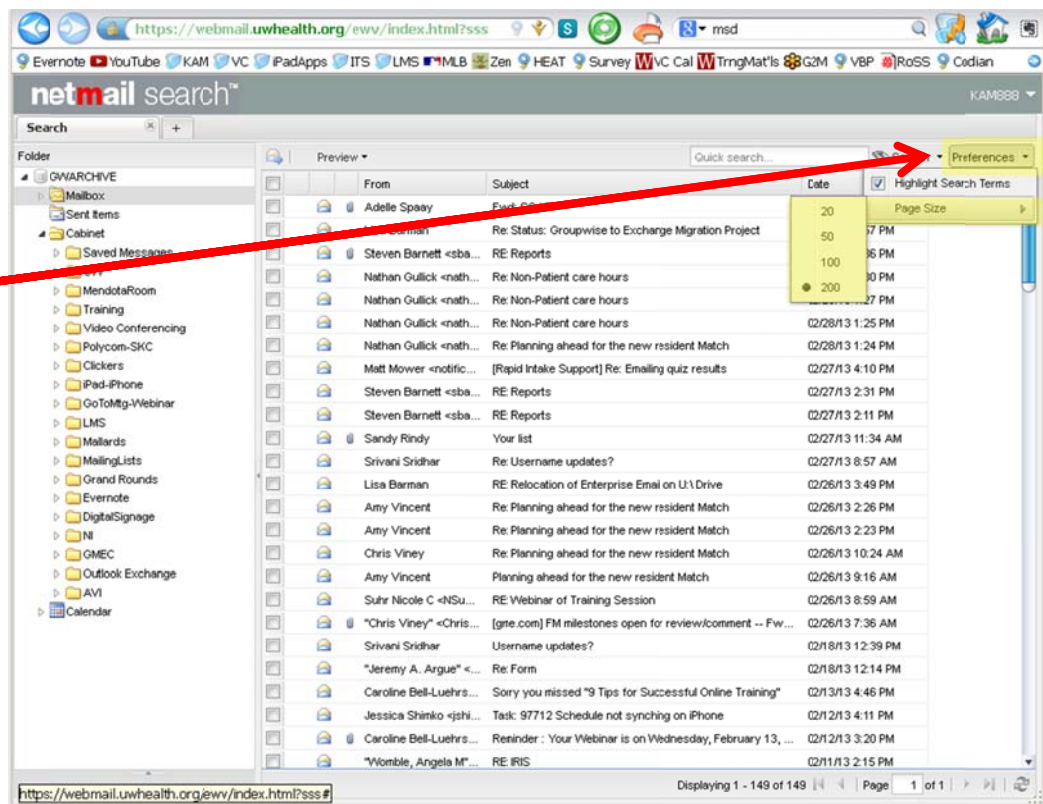 https://webmail.uwhealth.org/ewv/index.html?sss S 8 msd
Evernote YouTube KAM VC iPadApps ITS LMS MLB Zen HEAT Survey VC Cal TrngMat'ls G2M VBP RoSS Codian
netmail search™ KAM888
Search +
Folder Preview Quick search... Preferences
GWARCHIVE From Subject Date Highlight Search Terms
Mailbox Page Size
Sent Items
Cabinet
Saved Messages
MendotaRoom
Training
Video Conferencing
Polycom-SKC
Clickers
iPad-iPhone
GoToMtg-Webinar
LMS
Mallards
MailingLists
Grand Rounds
Evernote
DigitalSignage
NI
GMEC
Outlook Exchange
AVI
Calendar
20
50
100
200
Adelle Spaay
Re: Status: Groupwise to Exchange Migration Project 57 PM
Steven Barnett <sba... RE: Reports 36 PM
Nathan Gullick <nath... Re: Non-Patient care hours 30 PM
Nathan Gullick <nath... Re: Non-Patient care hours 1:27 PM
Nathan Gullick <nath... Re: Non-Patient care hours 02/28/13 1:25 PM
Nathan Gullick <nath... Re: Planning ahead for the new resident Match 02/28/13 1:24 PM
Matt Mower <notific... [Rapid Intake Support] Re: Emailing quiz results 02/27/13 4:10 PM
Steven Barnett <sba... RE: Reports 02/27/13 2:31 PM
Steven Barnett <sba... RE: Reports 02/27/13 2:11 PM
Sandy Rindy Your list 02/27/13 11:34 AM
Srivani Sridhar Re: Username updates? 02/27/13 8:57 AM
Lisa Barman RE: Relocation of Enterprise Email on U:\ Drive 02/26/13 3:49 PM
Amy Vincent Re: Planning ahead for the new resident Match 02/26/13 2:26 PM
Amy Vincent Re: Planning ahead for the new resident Match 02/26/13 2:23 PM
Chris Viney Re: Planning ahead for the new resident Match 02/26/13 10:24 AM
Amy Vincent Planning ahead for the new resident Match 02/26/13 9:16 AM
Suhr Nicole C <NSu... RE: Webinar of Training Session 02/26/13 8:59 AM
"Chris Viney" <Chris... [gme.com] FM milestones open for review/comment -- Fw... 02/26/13 7:36 AM
Srivani Sridhar Username updates? 02/18/13 12:39 PM
"Jeremy A. Argue" <... Re: Form 02/18/13 12:14 PM
Caroline Bell-Luehrs... Sorry you missed "9 Tips for Successful Online Training" 02/13/13 4:46 PM
Jessica Shimko <jshi... Task: 97712 Schedule not synching on iPhone 02/12/13 4:11 PM
Caroline Bell-Luehrs... Reminder : Your Webinar is on Wednesday, February 13, ... 02/12/13 3:20 PM
"Womble, Angela M"... RE: IRIS 02/11/13 2:15 PM
Displaying 1 - 149 of 149 Page 1 of 1
https://webmail.uwhealth.org/ewv/index.html?sss#